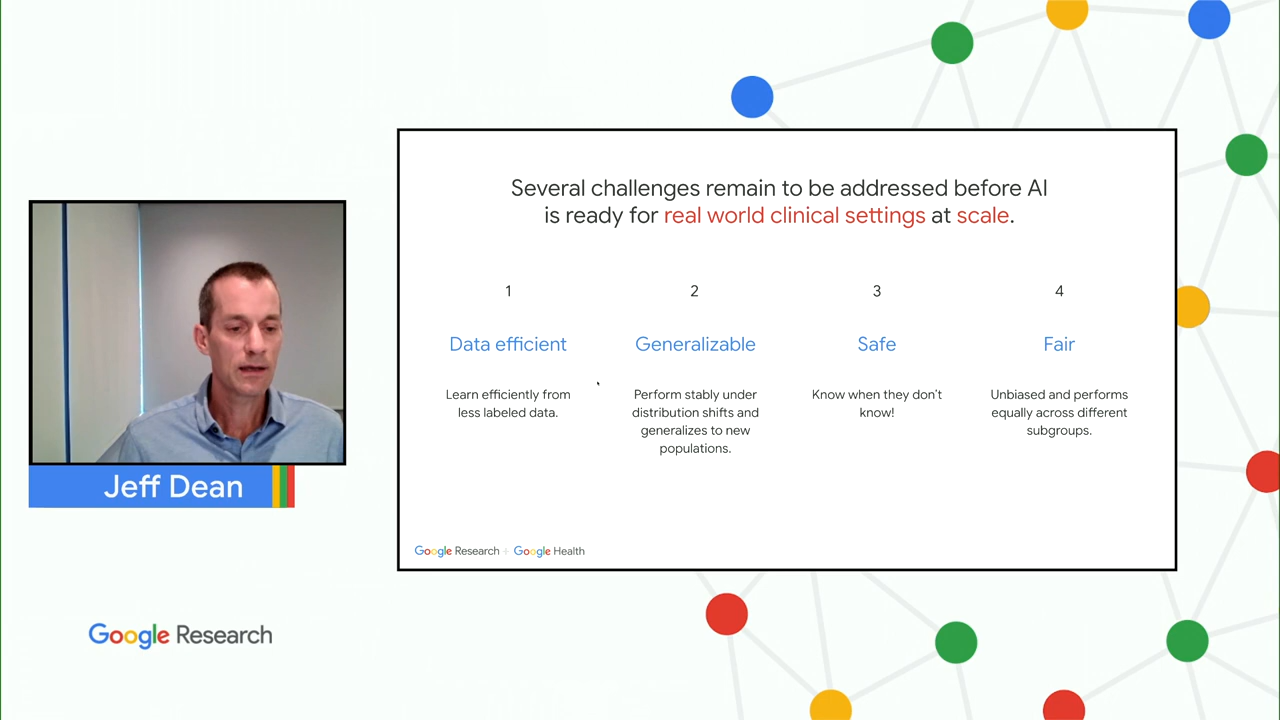 Several challenges remain to be addressed before AI
is ready for real world clinical settings at scale.
1
Data efficient
Learn efficiently from
less labeled data.
2
Generalizable
Perform stably under
distribution shifts and
generalizes to new
populations.
3
Safe
Know when they don't
know!
4
Fair
Unbiased and performs
equally across different
subgroups.
Google Research + Google Health
Jeff Dean
Google Research